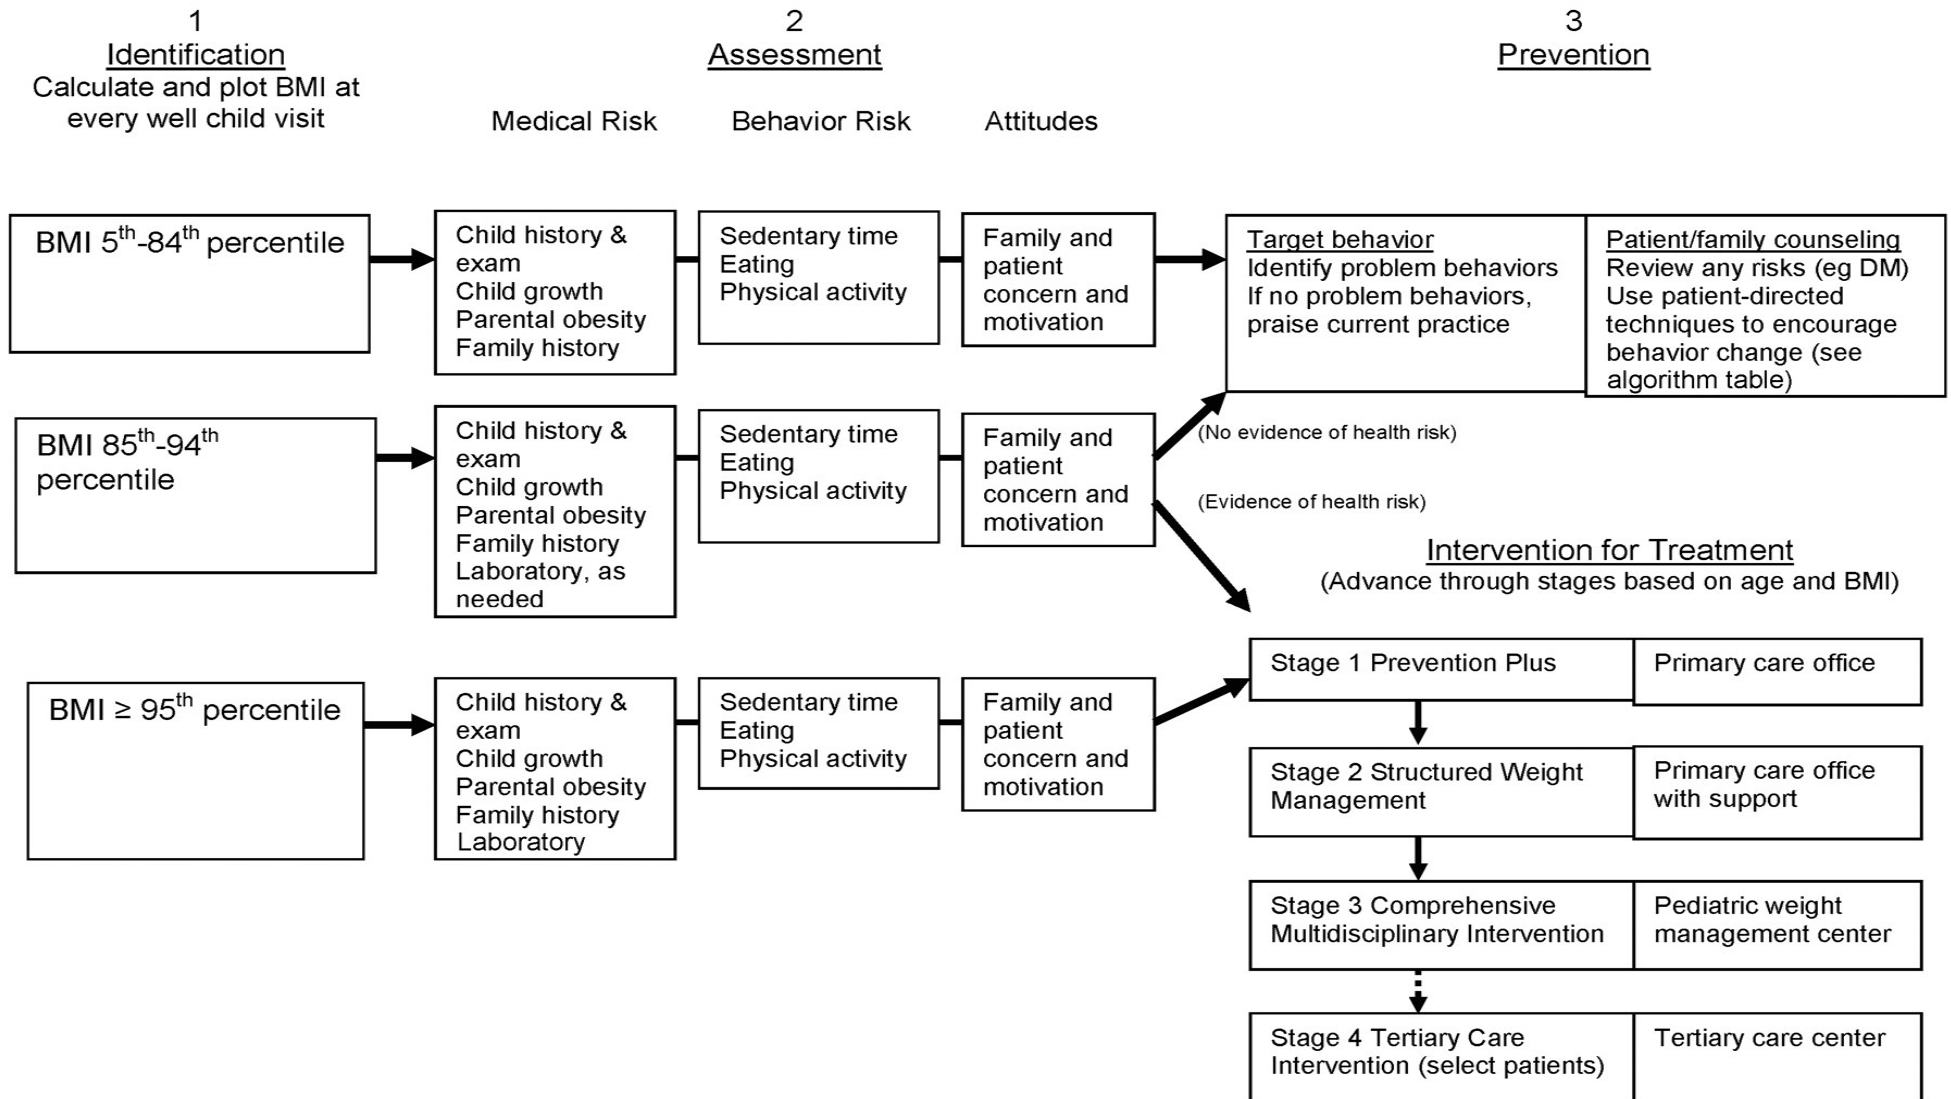 1
Identification
Calculate and plot BMI at
every well child visit
2
Assessment
Medical Risk
Behavior Risk
Attitudes
3
Prevention
BMI 5th-84th percentile
Child history &
exam
Child growth
Parental obesity
Family history
Sedentary time
Eating
Physical activity
Family and
patient
concern and
motivation
Target behavior
Identify problem behaviors
If no problem behaviors,
praise current practice
Patient/family counseling
Review any risks (eg DM)
Use patient-directed
techniques to encourage
behavior change (see
algorithm table)
BMI 85th-94th
percentile
Child history &
exam
Child growth
Parental obesity
Family history
Laboratory, as
needed
Sedentary time
Eating
Physical activity
Family and
patient
concern and
motivation
(No evidence of health risk)
(Evidence of health risk)
Intervention for Treatment
(Advance through stages based on age and BMI)
BMI ≥ 95th percentile
Child history &
exam
Child growth
Parental obesity
Family history
Laboratory
Sedentary time
Eating
Physical activity
Family and
patient
concern and
motivation
Stage 1 Prevention Plus
Primary care office
Stage 2 Structured Weight
Management
Primary care office
with support
Stage 3 Comprehensive
Multidisciplinary Intervention
Pediatric weight
management center
Stage 4 Tertiary Care
Intervention (select patients)
Tertiary care center